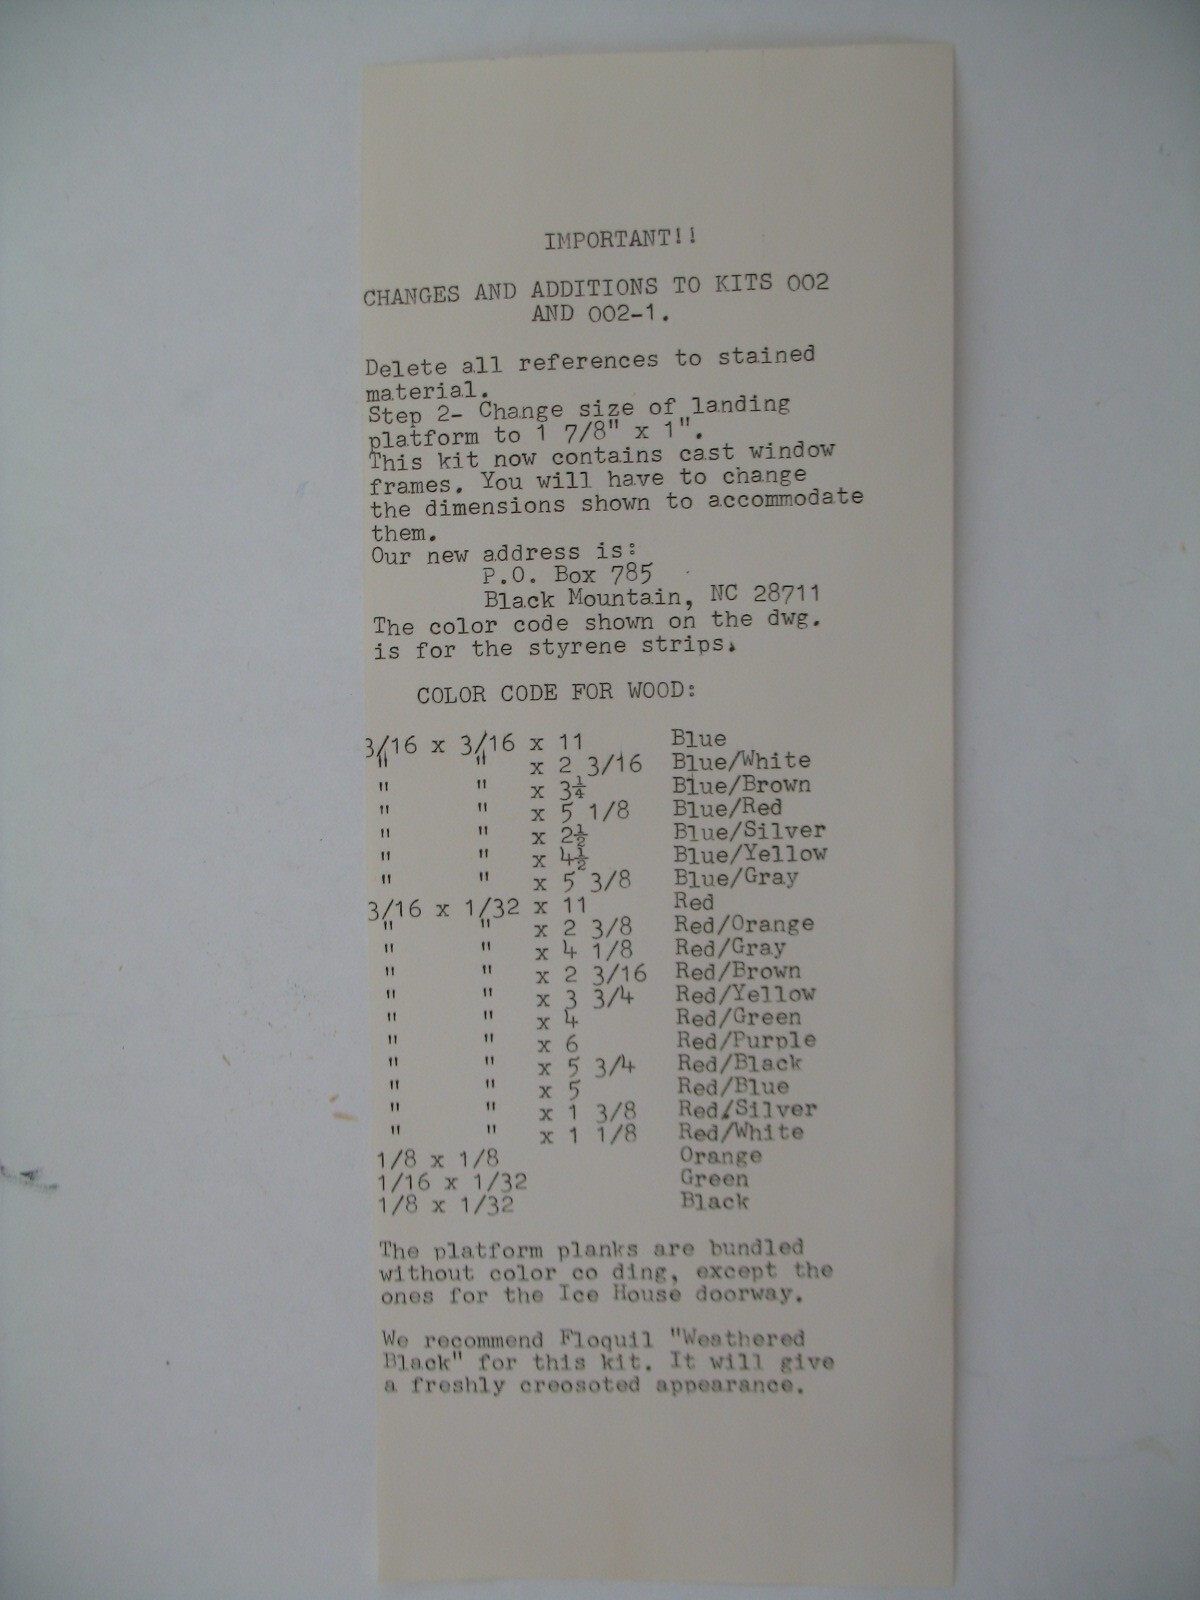 IMPORTANT!!
CHANGES AND ADDITIONS TO KITS 002
AND 002-1.
Delete all references to stained
material.
Step 2- Change size of landing
platform to 1 7/8" x 1".
This kit now contains cast window
frames. You will have to change
the dimensions shown to accommodate
them.
Our new address is:
P.O. Box 785
Black Mountain, NC 28711
The color code shown on the dwg.
is for the styrene strips.
COLOR CODE FOR WOOD:
3/16 x 3/16 x 11 Blue
" " x 2 3/16 Blue/White
" " x 3¼ Blue/Brown
" " x 5 1/8 Blue/Red
" " x 2½ Blue/Silver
" " x 4½ Blue/Yellow
" " x 5 3/8 Blue/Gray
3/16 x 1/32 x 11 Red
" " x 2 3/8 Red/Orange
" " x 4 1/8 Red/Gray
" " x 2 3/16 Red/Brown
" " x 3 3/4 Red/Yellow
" " x 4 Red/Green
" " x 6 Red/Purple
" " x 5 3/4 Red/Black
" " x 5 Red/Blue
" " x 1 3/8 Red/Silver
" " x 1 1/8 Red/White
1/8 x 1/8 Orange
1/16 x 1/32 Green
1/8 x 1/32 Black
The platform planks are bundled
without color co ding, except the
ones for the Ice House doorway.
We recommend Floquil "Weathered
Black" for this kit. It will give
a freshly creosoted appearance.